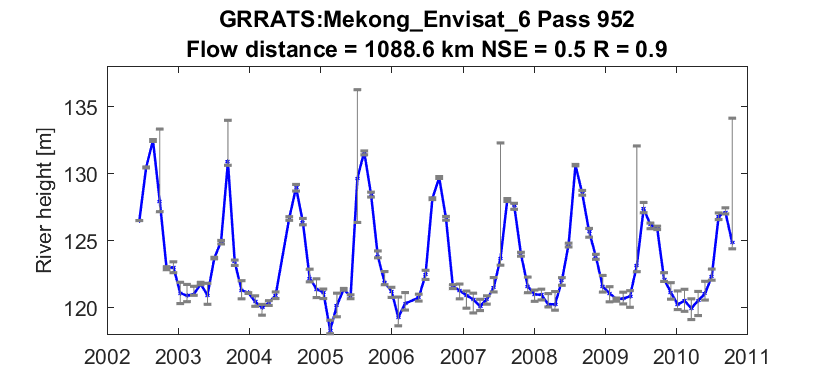 GRRATS:Mekong_Envisat_6 Pass 952
Flow distance = 1088.6 km NSE = 0.5 R = 0.9
River height [m]
135
130
125
120
2002 2003 2004 2005 2006 2007 2008 2009 2010 2011